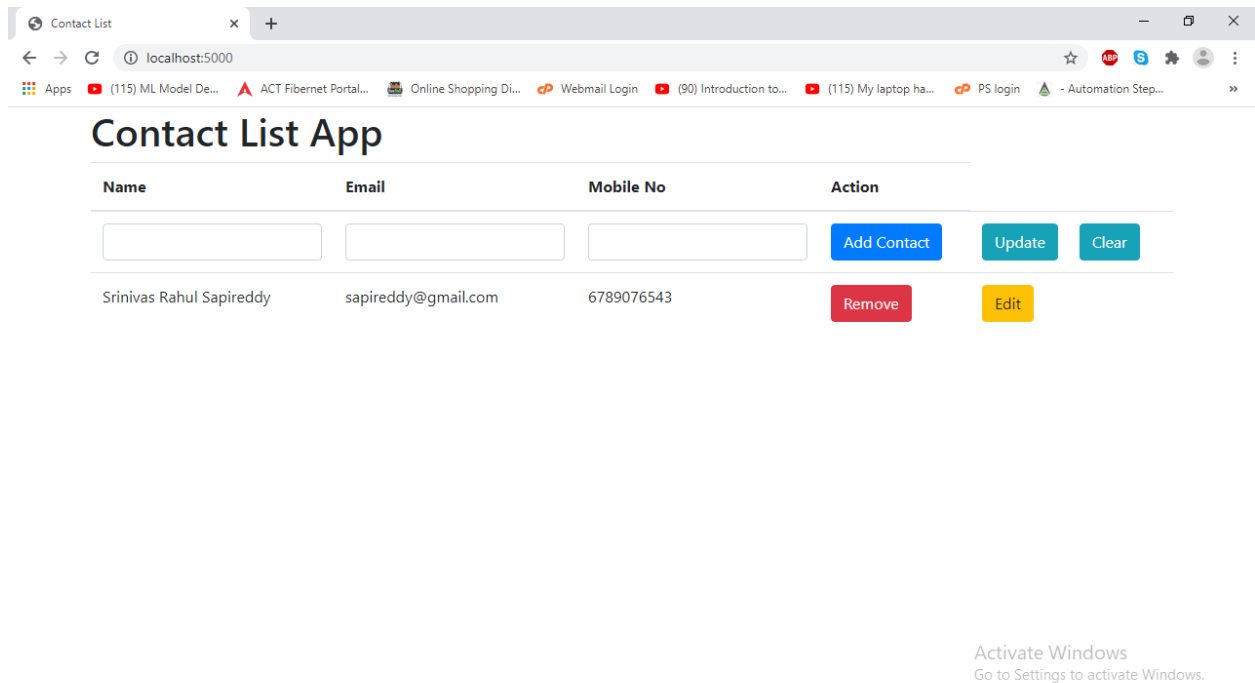 Contact List
localhost:5000
ABP
S
Apps (115) ML Model De... ACT Fibernet Portal... Online Shopping Di... cP Webmail Login (90) Introduction to... (115) My laptop ha... cP PS login - Automation Step... »
Contact List App
Name Email Mobile No Action
Add Contact Update Clear
Srinivas Rahul Sapireddy sapireddy@gmail.com 6789076543 Remove Edit
Activate Windows
Go to Settings to activate Windows.